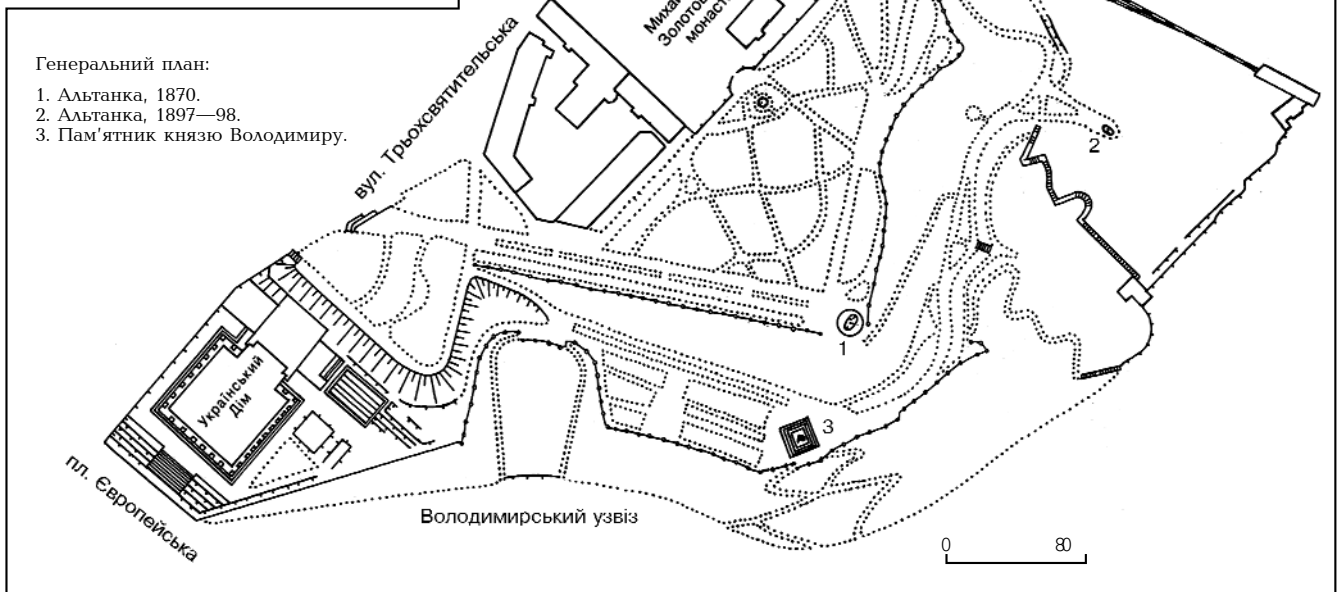 Генеральний план:
1. Альтанка, 1870.
2. Альтанка, 1897—98.
3. Пам'ятник князю Володимиру.
вул. Трьохсвятительська
2
1
3
Український
Дім
пл. Європейська
Володимирський узвіз
0 80